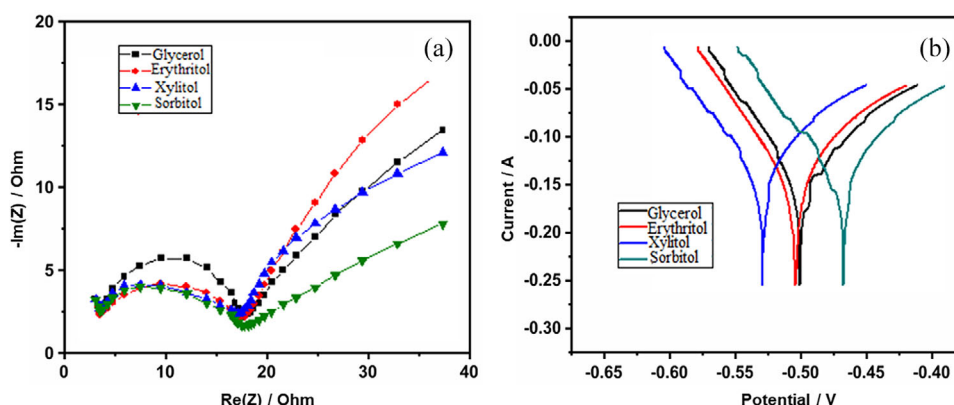 (a)
20
15
10
5
0
-Im(Z) / Ohm
Glycerol
Erythritol
Xylitol
Sorbitol
0 10 20 30 40
Re(Z) / Ohm
(b)
0.00
-0.05
-0.10
-0.15
-0.20
-0.25
-0.30
Current / A
Glycerol
Erythritol
Xylitol
Sorbitol
-0.65 -0.60 -0.55 -0.50 -0.45 -0.40
Potential / V